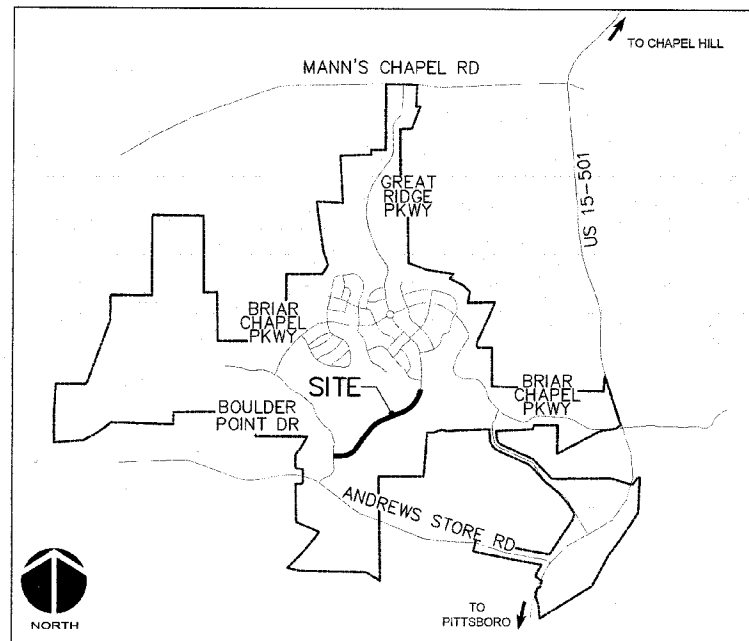 TO CHAPEL HILL
MANN'S CHAPEL RD
US 15-501
GREAT
RIDGE
PKWY
BRIAR
CHAPEL
PKWY
SITE
BRIAR
CHAPEL
PKWY
BOULDER
POINT DR
ANDREWS STORE RD
TO
PITTSBORO
NORTH